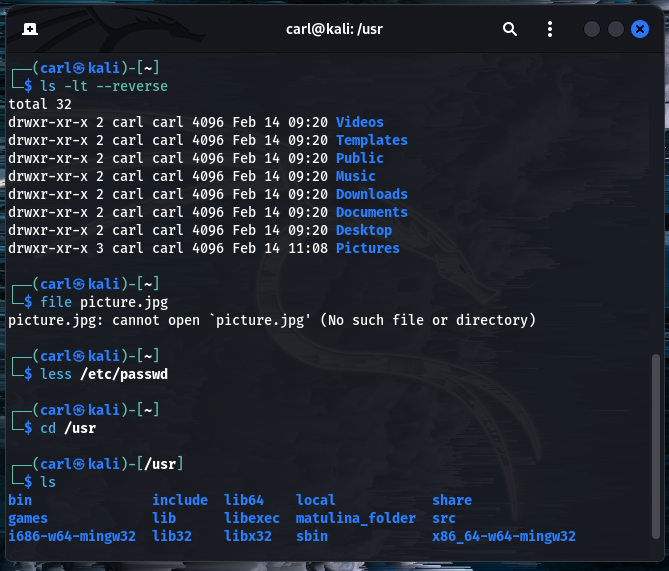 carl@kali: /usr
┌──(carl㉿kali)-[~]
└─$ ls -lt --reverse
total 32
drwxr-xr-x 2 carl carl 4096 Feb 14 09:20 Videos
drwxr-xr-x 2 carl carl 4096 Feb 14 09:20 Templates
drwxr-xr-x 2 carl carl 4096 Feb 14 09:20 Public
drwxr-xr-x 2 carl carl 4096 Feb 14 09:20 Music
drwxr-xr-x 2 carl carl 4096 Feb 14 09:20 Downloads
drwxr-xr-x 2 carl carl 4096 Feb 14 09:20 Documents
drwxr-xr-x 2 carl carl 4096 Feb 14 09:20 Desktop
drwxr-xr-x 3 carl carl 4096 Feb 14 11:08 Pictures
┌──(carl㉿kali)-[~]
└─$ file picture.jpg
picture.jpg: cannot open `picture.jpg' (No such file or directory)
┌──(carl㉿kali)-[~]
└─$ less /etc/passwd
┌──(carl㉿kali)-[~]
└─$ cd /usr
┌──(carl㉿kali)-[/usr]
└─$ ls
bin include lib64 local share
games lib libexec matulina_folder src
i686-w64-mingw32 lib32 libx32 sbin x86_64-w64-mingw32